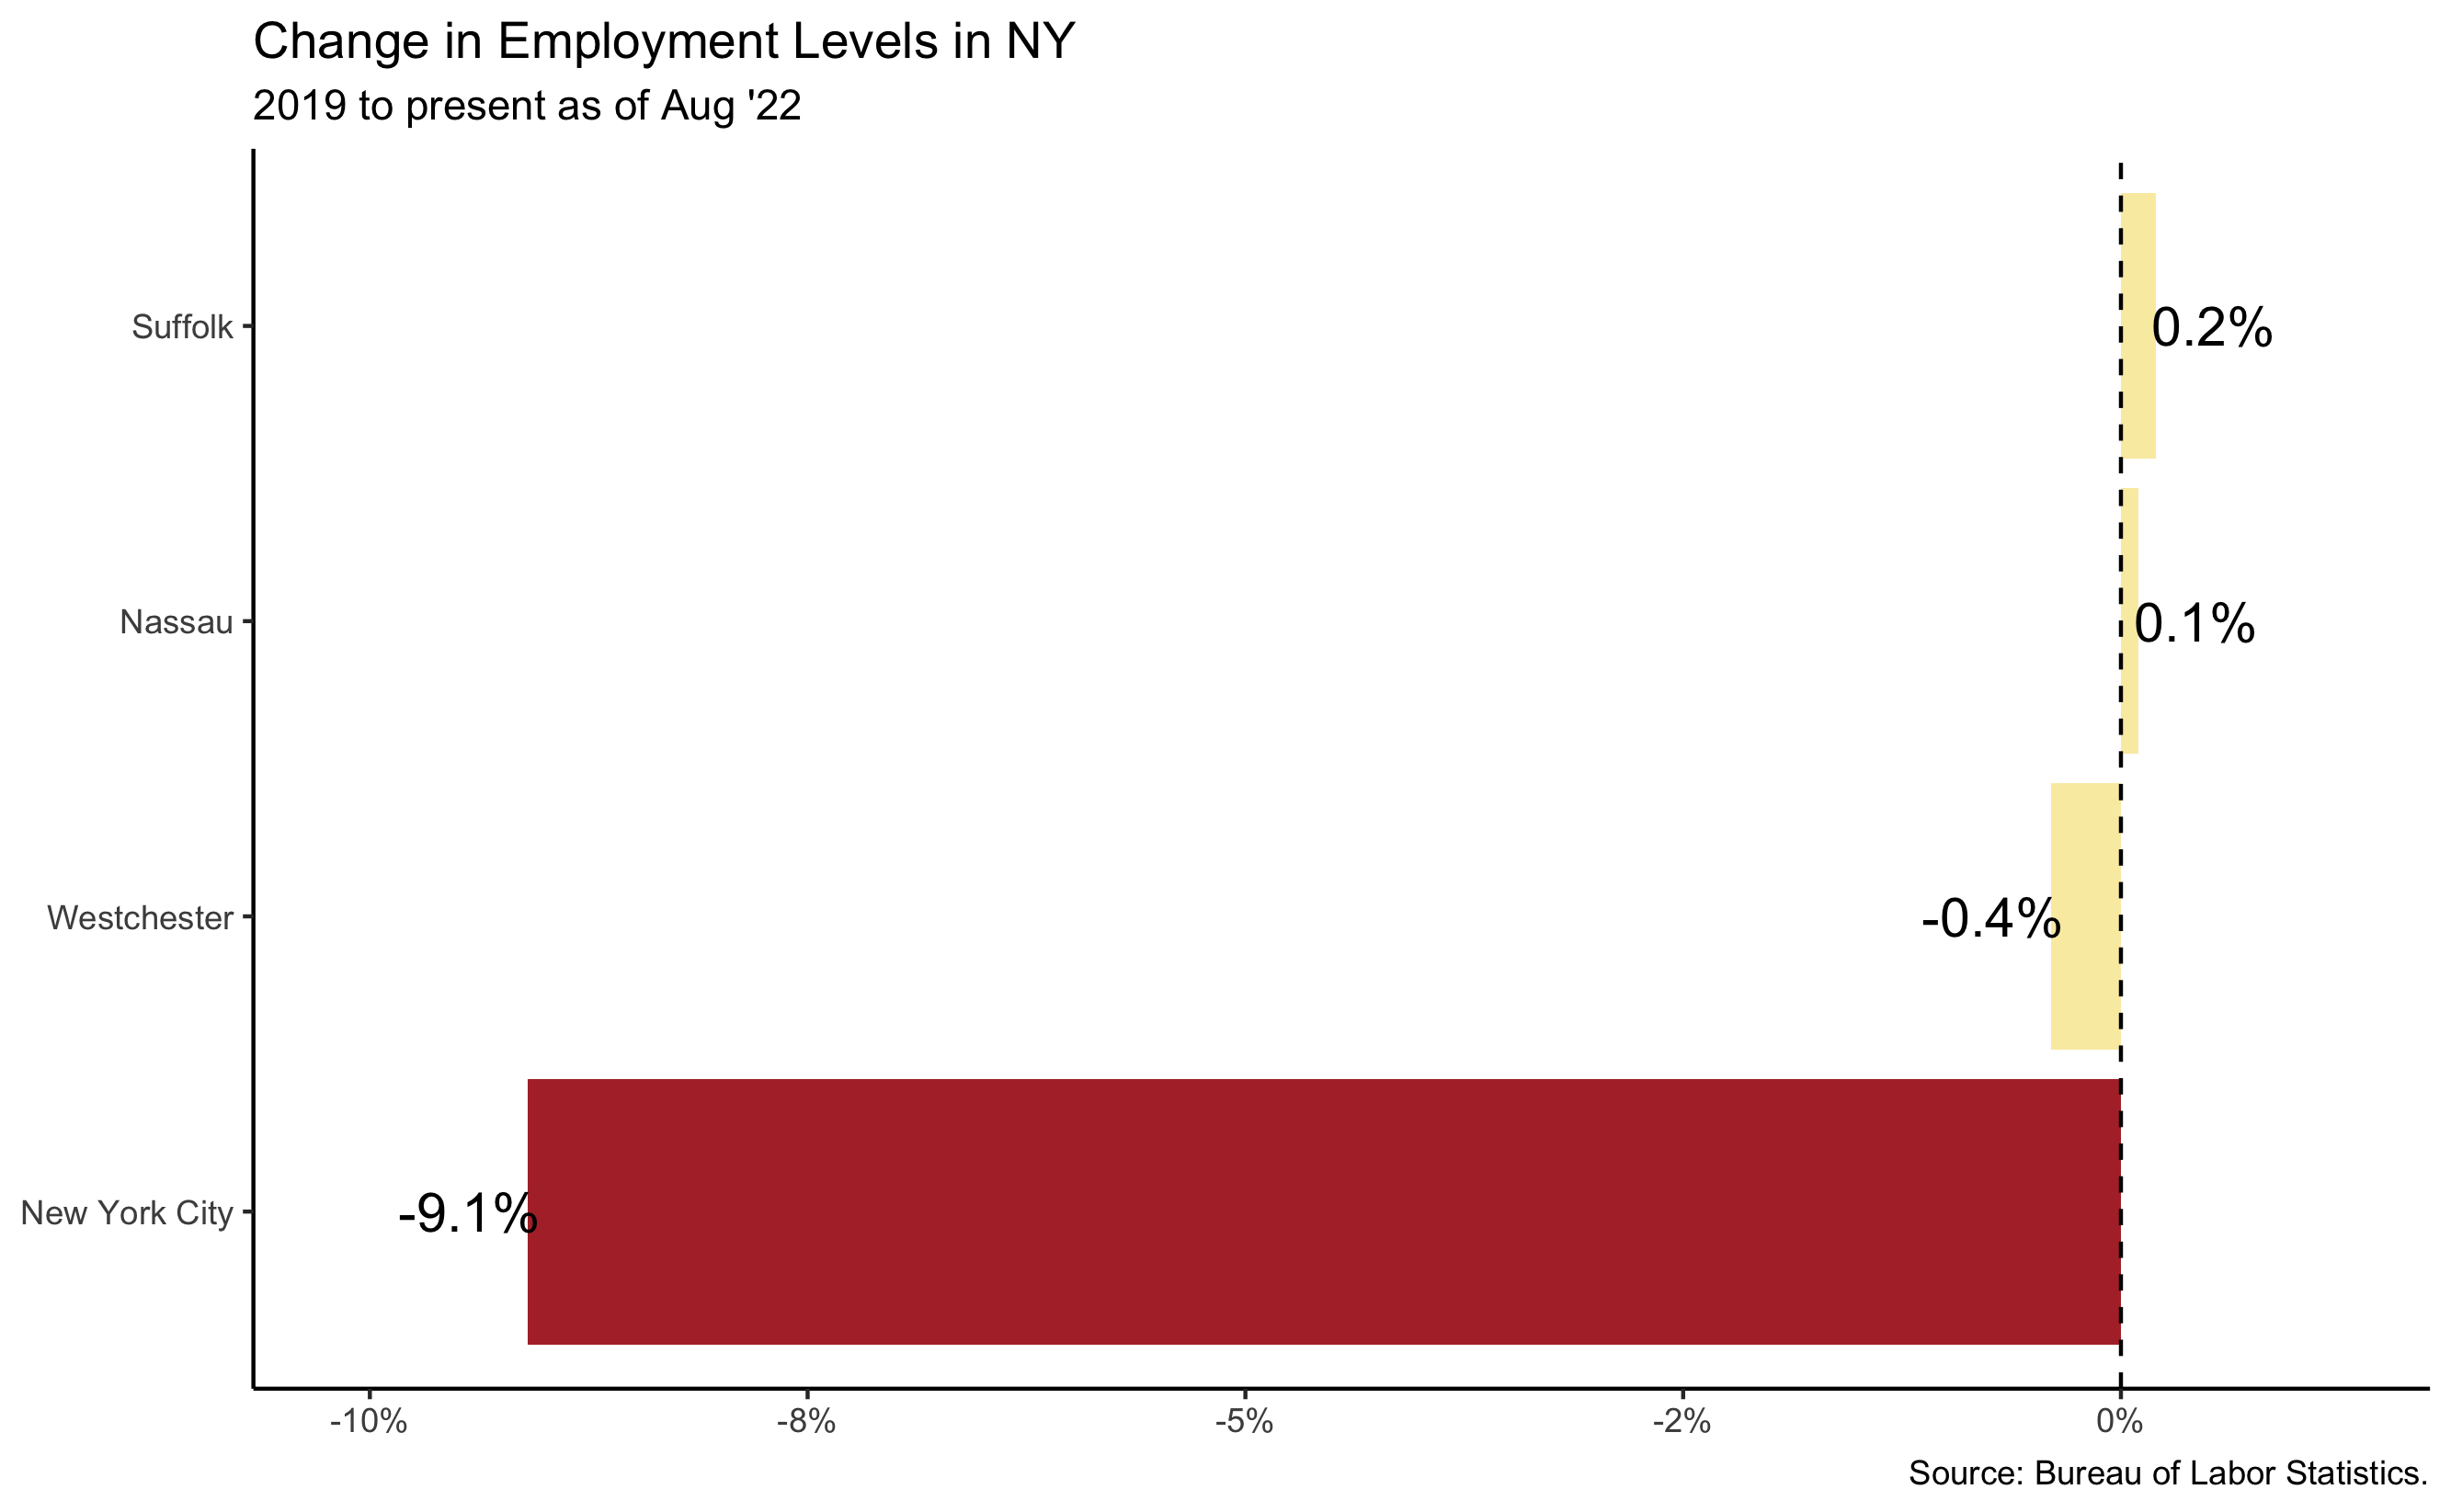 Change in Employment Levels in NY
2019 to present as of Aug '22
Suffolk
0.2%
Nassau
0.1%
Westchester
-0.4%
New York City
-9.1%
-10%
-8%
-5%
-2%
0%
Source: Bureau of Labor Statistics.